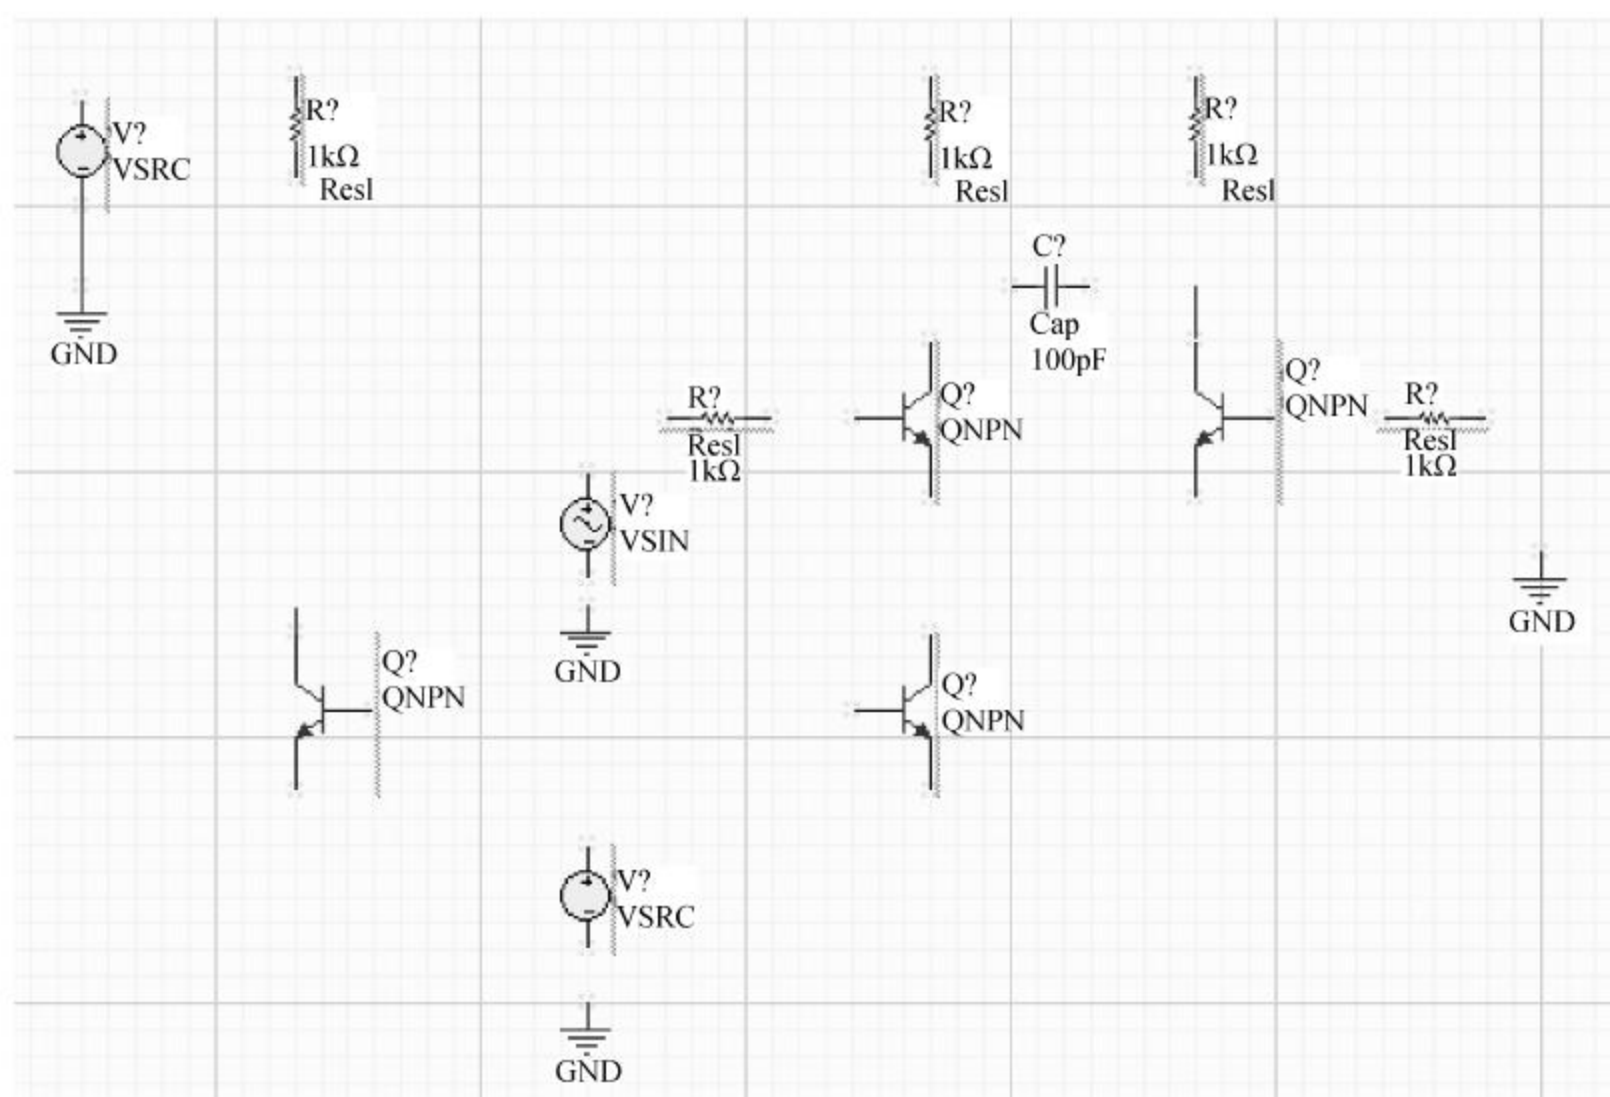 V?
VSRC
GND
R?
1kΩ
Resl
R?
1kΩ
Resl
R?
1kΩ
Resl
C?
Cap
100pF
R?
Resl
1kΩ
Q?
QNPN
Q?
QNPN
R?
Resl
1kΩ
V?
VSIN
GND
GND
Q?
QNPN
Q?
QNPN
V?
VSRC
GND